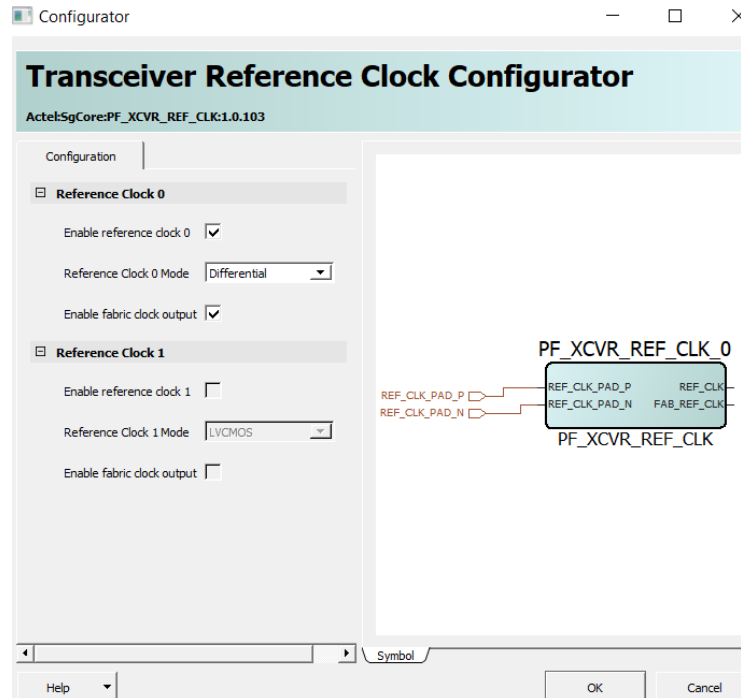 Configurator
Transceiver Reference Clock Configurator
Actel:SgCore:PF_XCVR_REF_CLK:1.0.103
Configuration
Reference Clock 0
Enable reference clock 0
Reference Clock 0 Mode Differential
Enable fabric clock output
Reference Clock 1
Enable reference clock 1
Reference Clock 1 Mode LVCMOS
Enable fabric clock output
PF_XCVR_REF_CLK_0
REF_CLK_PAD_P REF_CLK_PAD_P REF_CLK
REF_CLK_PAD_N REF_CLK_PAD_N FAB_REF_CLK
PF_XCVR_REF_CLK
Symbol
Help OK Cancel